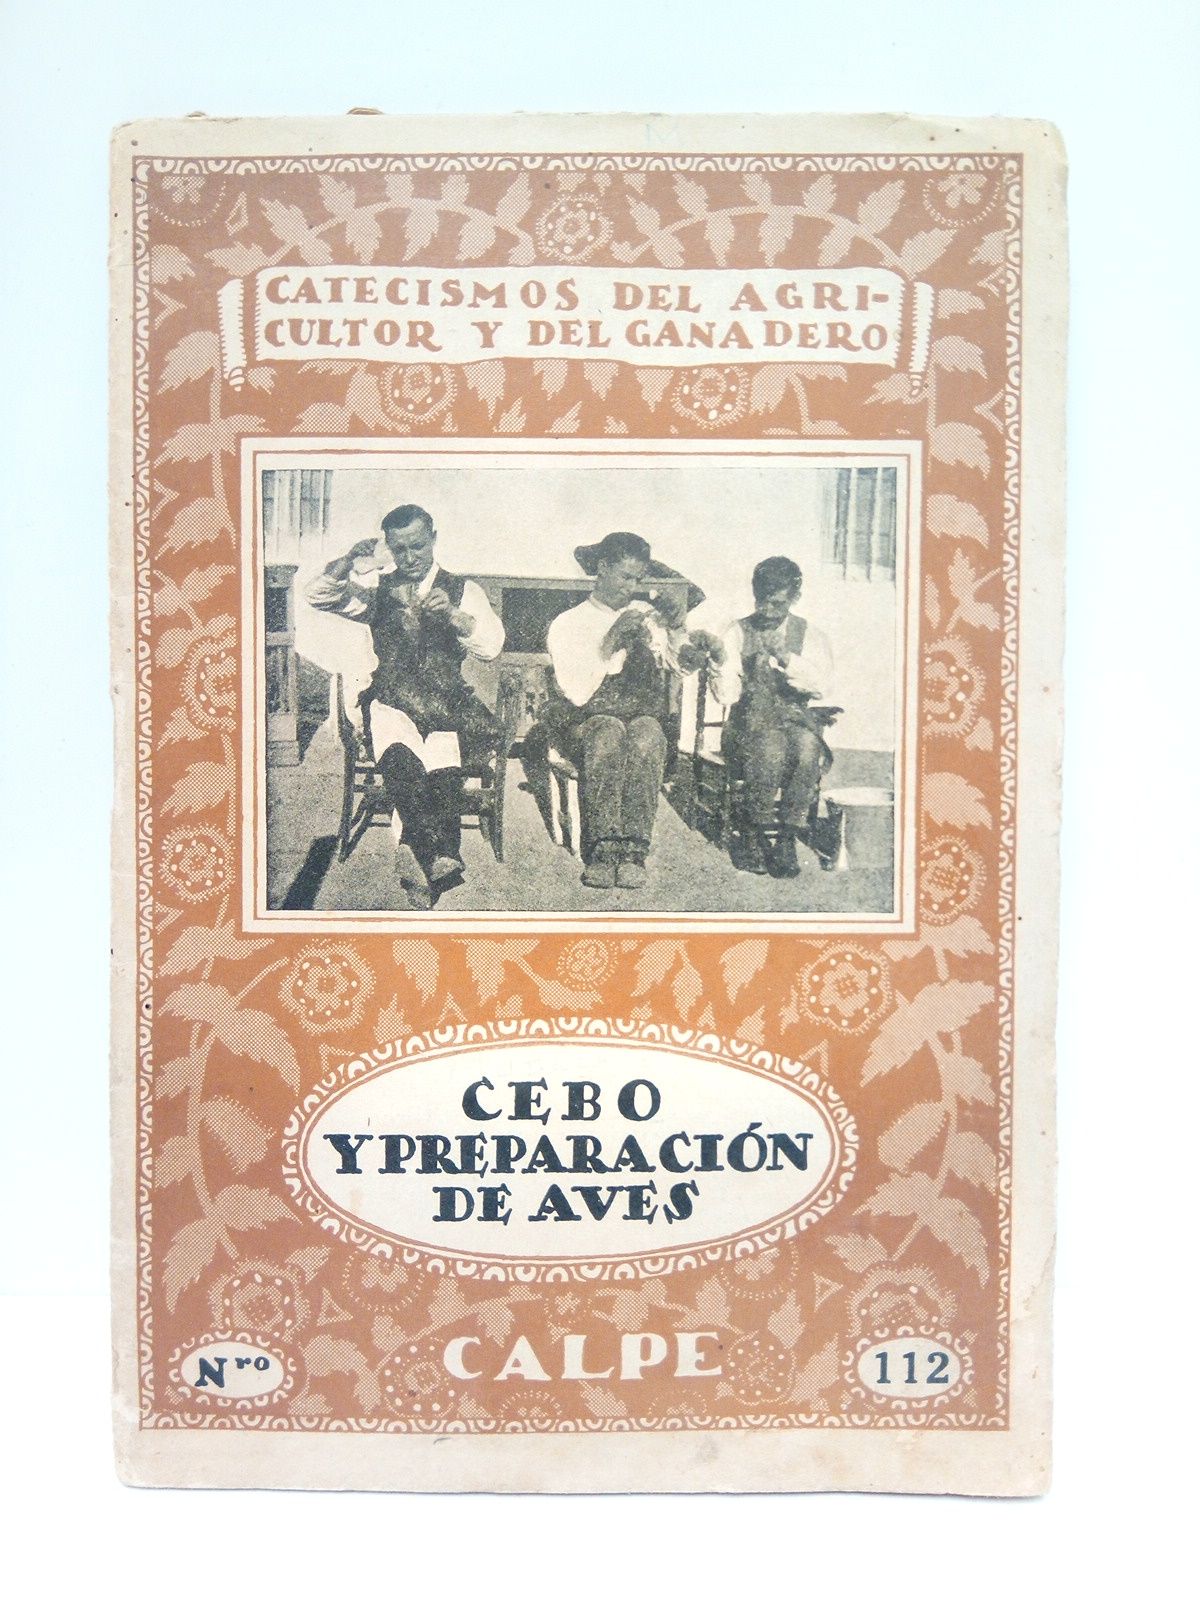 CATECISMOS DEL AGRI-
CULTOR Y DEL GANADERO
CEBO
Y PREPARACIÓN
DE AVES
CALPE
Nro 112